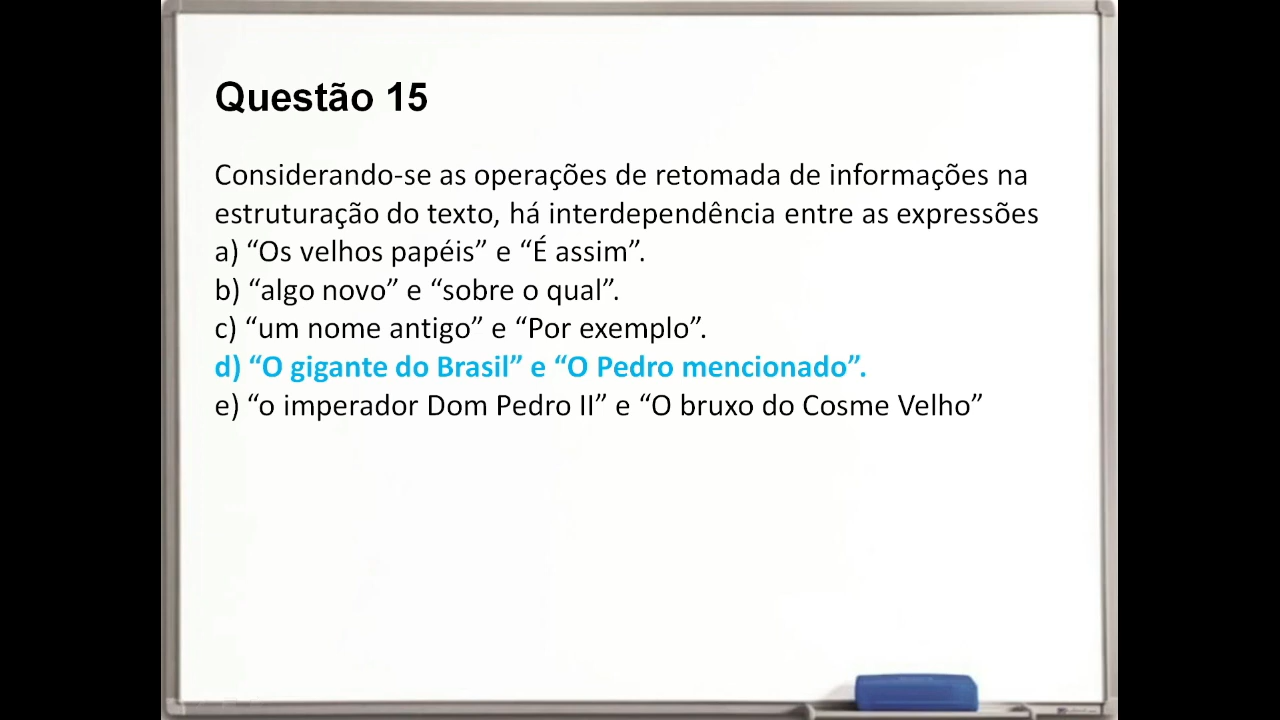 Questão 15
Considerando-se as operações de retomada de informações na
estruturação do texto, há interdependência entre as expressões
a) “Os velhos papéis” e “É assim”.
b) “algo novo” e “sobre o qual”.
c) “um nome antigo” e “Por exemplo”.
d) “O gigante do Brasil” e “O Pedro mencionado”.
e) “o imperador Dom Pedro II” e “O bruxo do Cosme Velho”